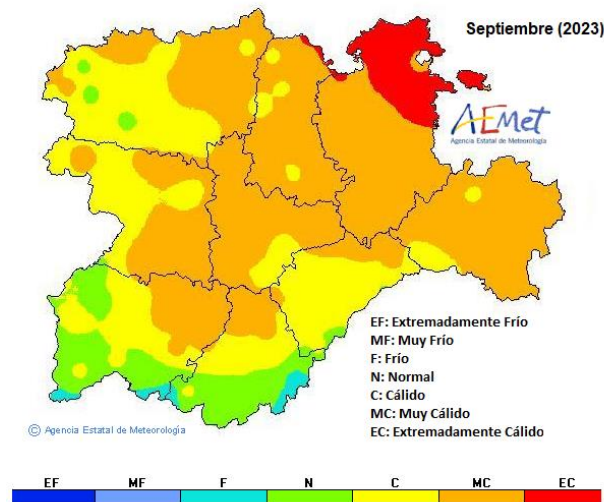 Septiembre (2023)
AEmet
Agencia Estatal de Meteorología
EF: Extremadamente Frío
MF: Muy Frío
F: Frío
N: Normal
C: Cálido
MC: Muy Cálido
EC: Extremadamente Cálido
© Agencia Estatal de Meteorología
EF MF F N C MC EC